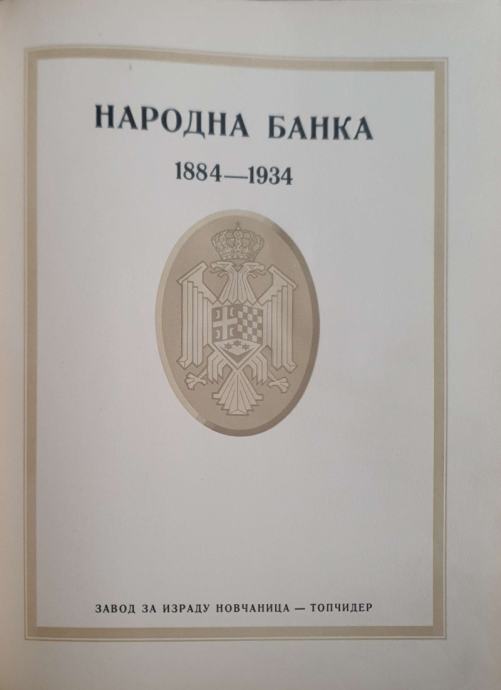 НАРОДНА БАНКА
1884—1934
ЗАВОД ЗА ИЗРАДУ НОВЧАНИЦА — ТОПЧИДЕР